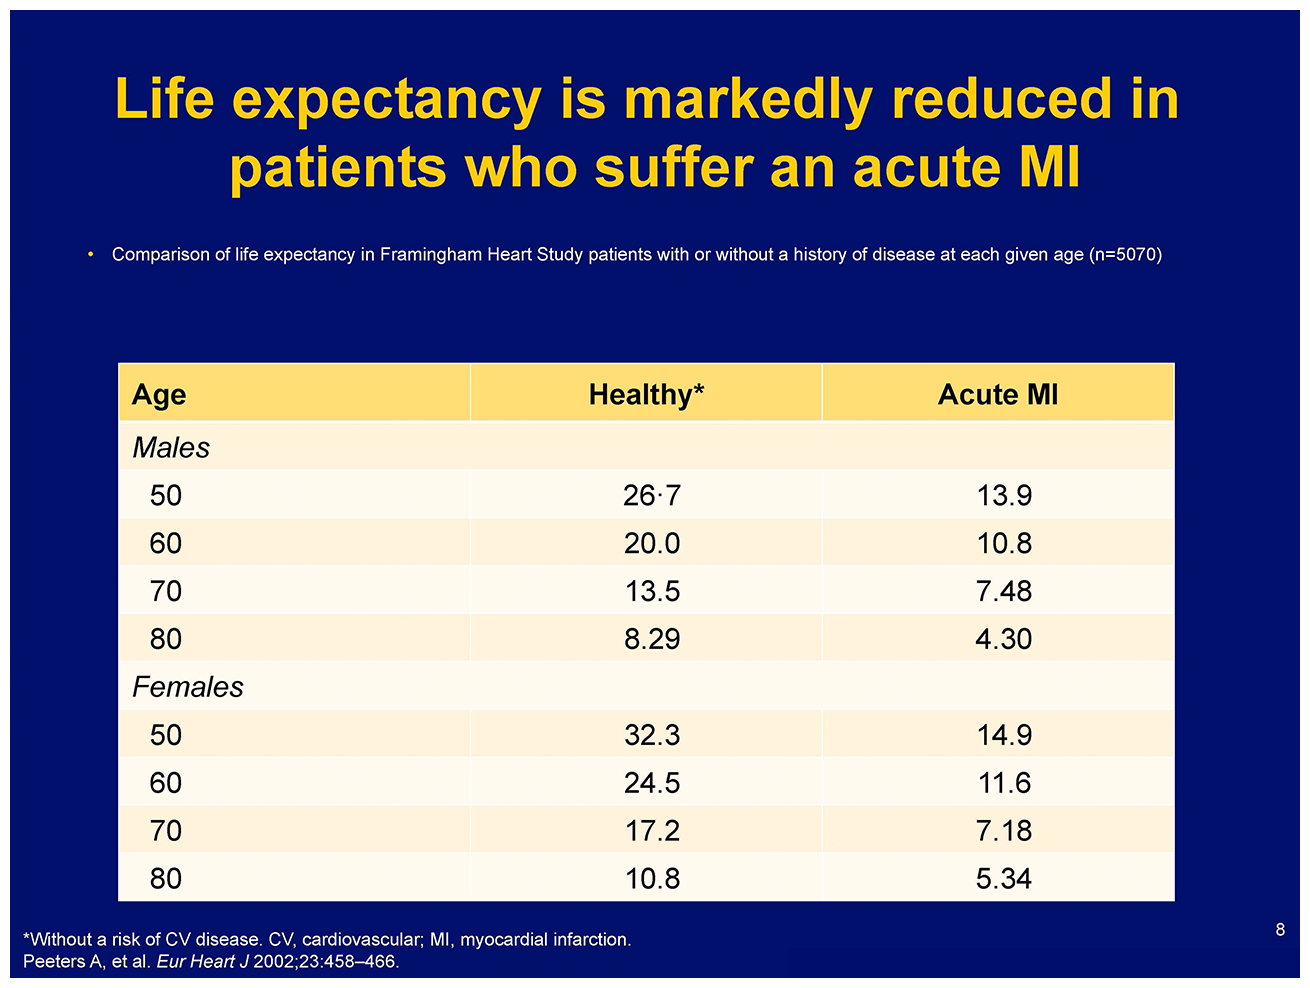 Life expectancy is markedly reduced in
patients who suffer an acute MI
• Comparison of life expectancy in Framingham Heart Study patients with or without a history of disease at each given age (n=5070)
Age Healthy* Acute MI
Males
50 26·7 13.9
60 20.0 10.8
70 13.5 7.48
80 8.29 4.30
Females
50 32.3 14.9
60 24.5 11.6
70 17.2 7.18
80 10.8 5.34
*Without a risk of CV disease. CV, cardiovascular; MI, myocardial infarction.
Peeters A, et al. Eur Heart J 2002;23:458–466.
8